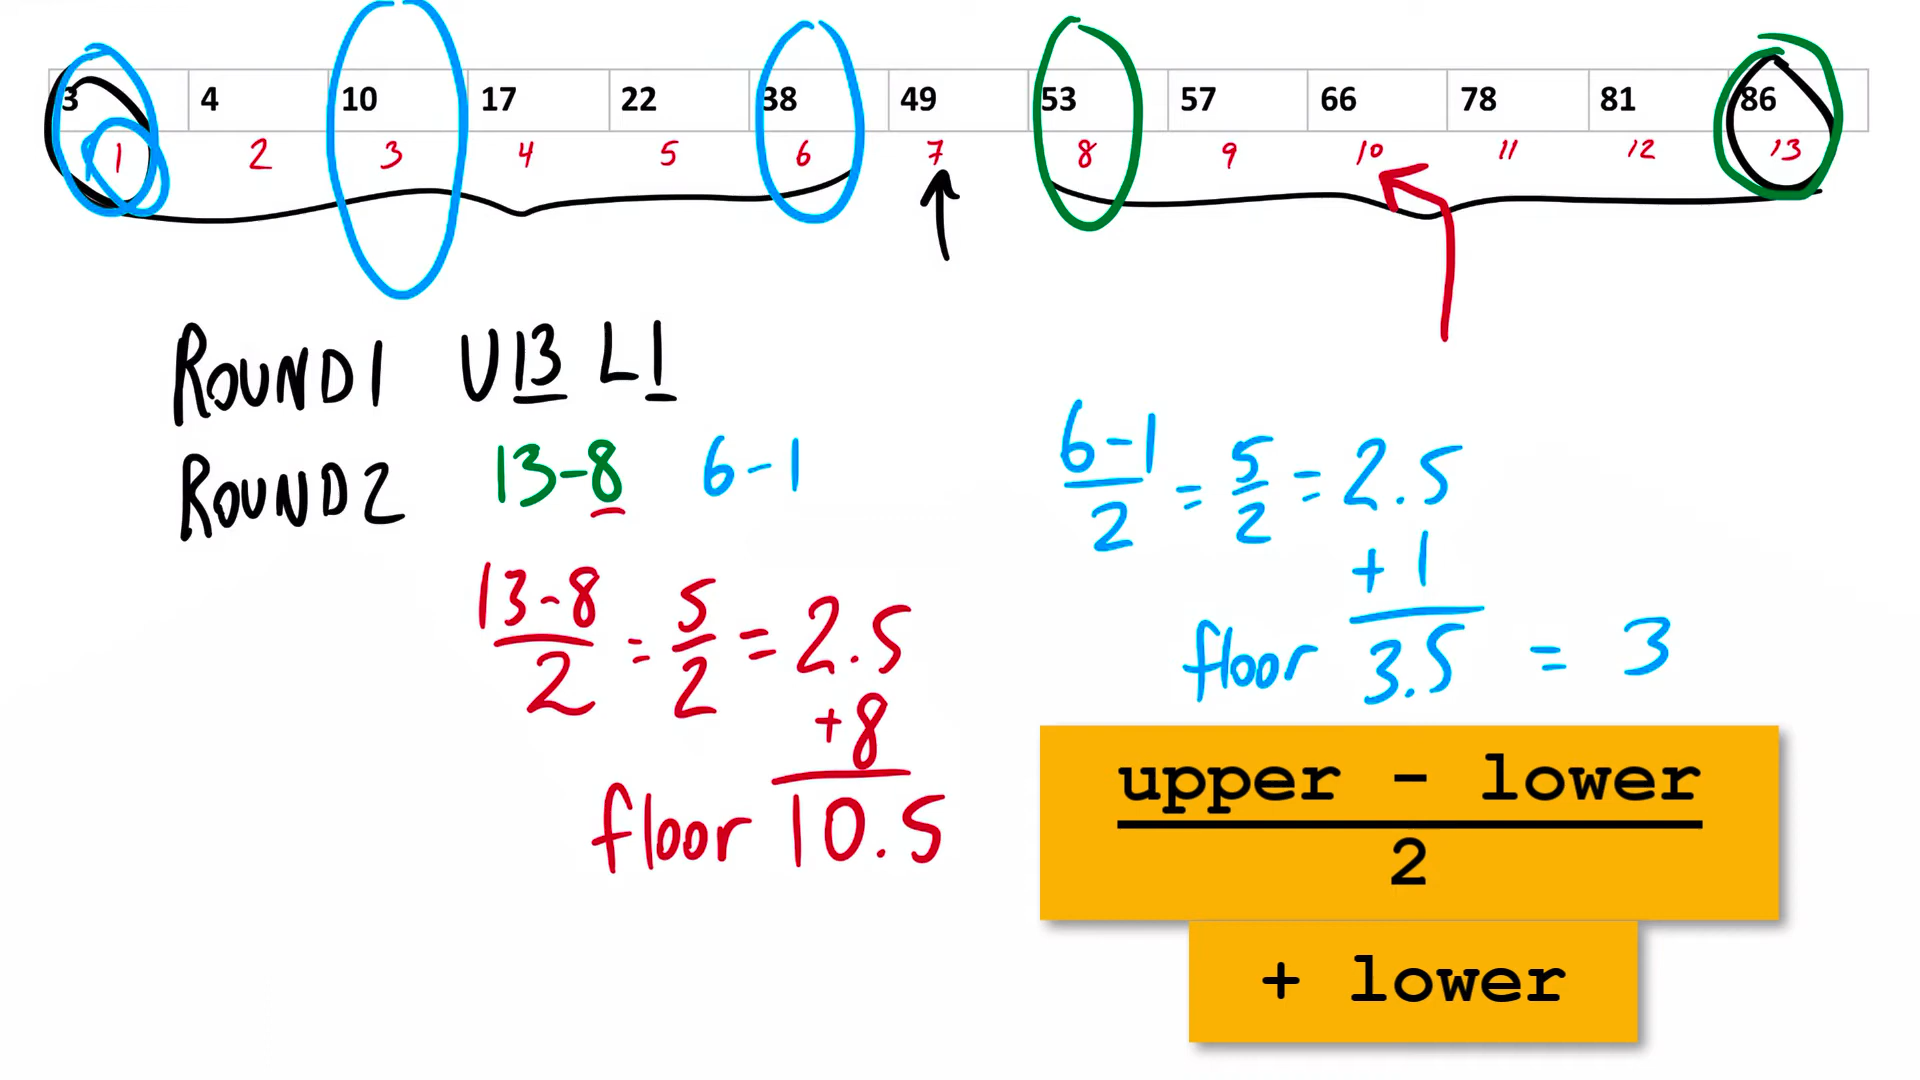 3 4 10 17 22 38 49 53 57 66 78 81 86
1 2 3 4 5 6 7 8 9 10 11 12 13
ROUND1 U13 L1
ROUND2 13-8 6-1
13-8
2
= 5
2
= 2.5
+8
floor 10.5
6-1
2
= 5
2
= 2.5
+1
floor 3.5 = 3
upper - lower
2
+ lower